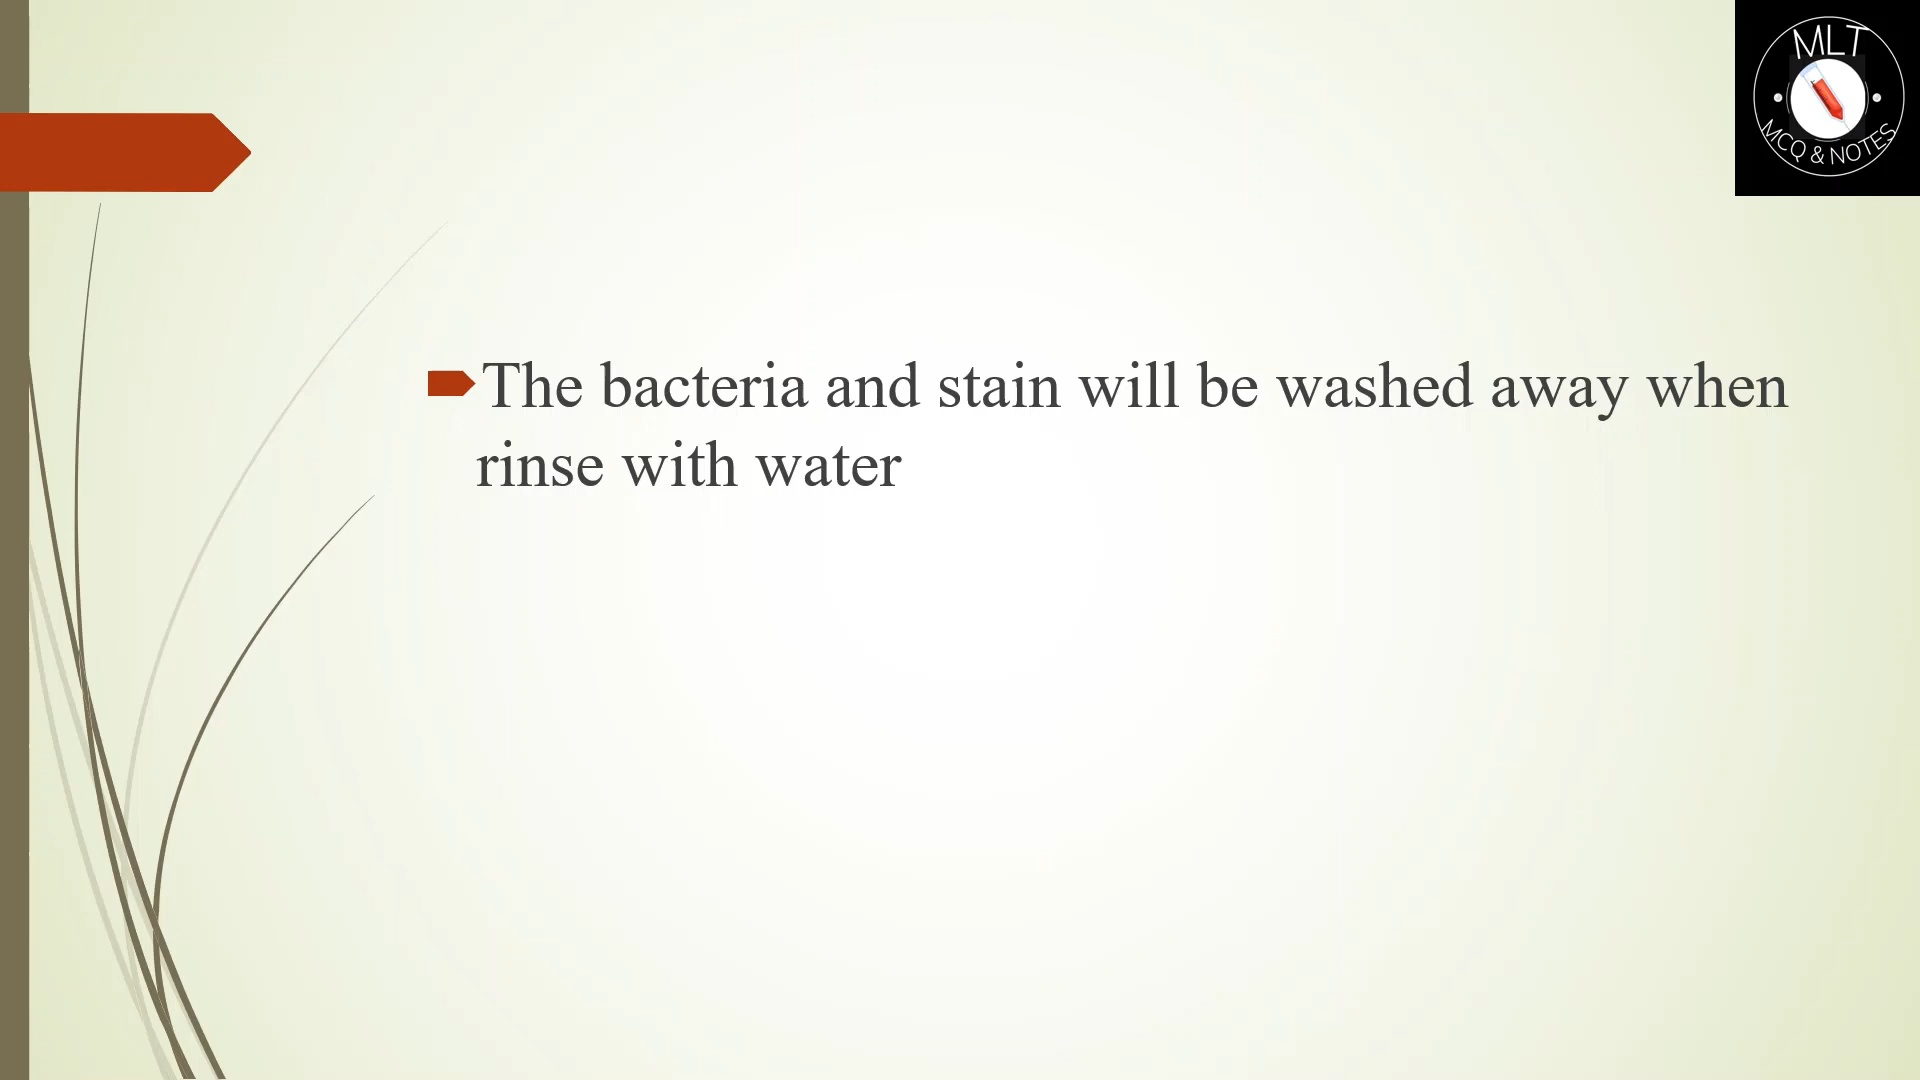 MLT
MCQ & NOTES
The bacteria and stain will be washed away when
rinse with water